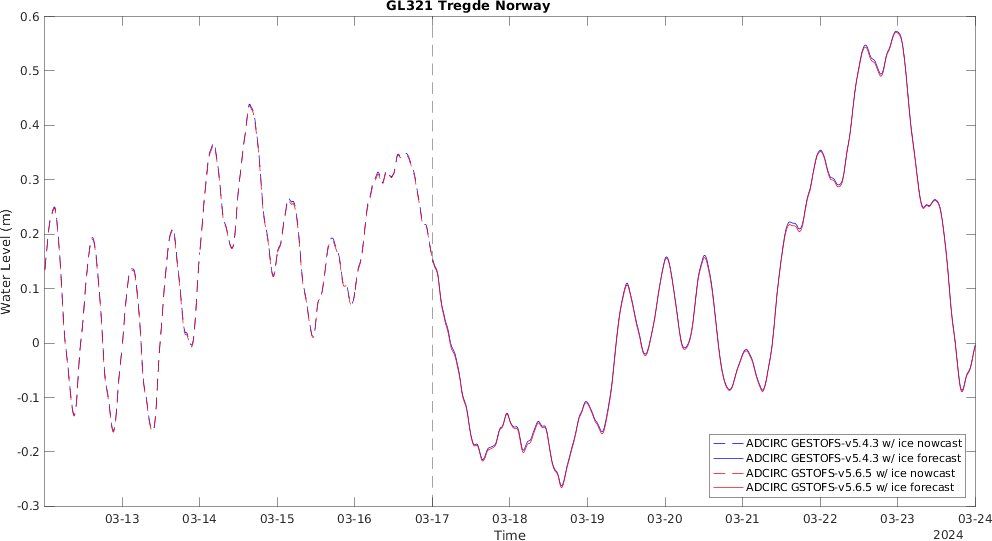 GL321 Tregde Norway
0.6
0.5
0.4
0.3
0.2
0.1
0
-0.1
-0.2
-0.3
Water Level (m)
ADCIRC GESTOFS-v5.4.3 w/ ice nowcast
ADCIRC GESTOFS-v5.4.3 w/ ice forecast
ADCIRC GSTOFS-v5.6.5 w/ ice nowcast
ADCIRC GSTOFS-v5.6.5 w/ ice forecast
03-13 03-14 03-15 03-16 03-17 03-18 03-19 03-20 03-21 03-22 03-23 03-24
Time
2024